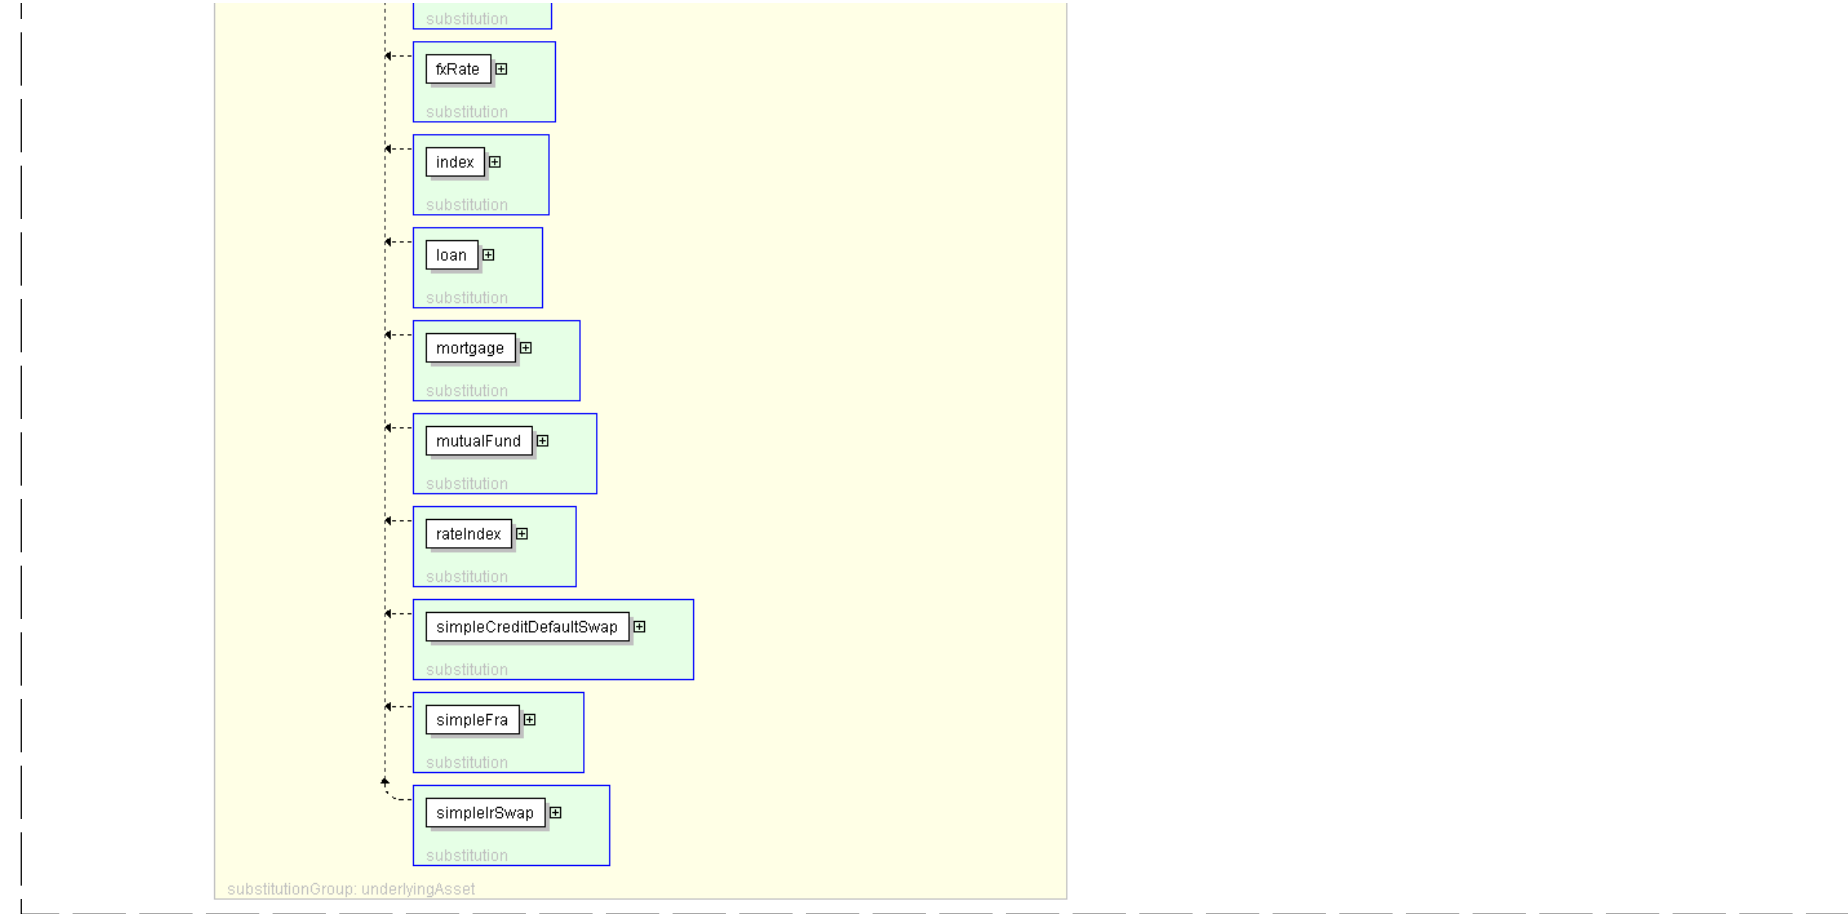 substitution
fxRate
substitution
index
substitution
loan
substitution
mortgage
substitution
mutualFund
substitution
rateIndex
substitution
simpleCreditDefaultSwap
substitution
simpleFra
substitution
simpleIrSwap
substitution
substitutionGroup: underlyingAsset